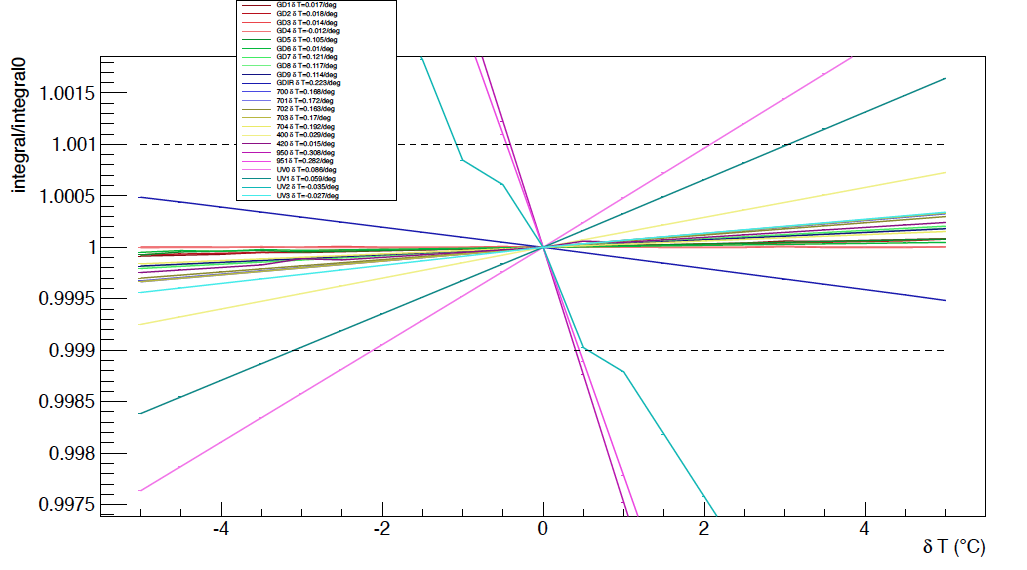 GD1 δ T=0.017/deg
GD2 δ T=0.018/deg
GD3 δ T=0.014/deg
GD4 δ T=-0.012/deg
GD5 δ T=0.105/deg
GD6 δ T=0.01/deg
GD7 δ T=0.121/deg
GD8 δ T=0.117/deg
GD9 δ T=0.114/deg
GDIR δ T=0.223/deg
700 δ T=0.168/deg
701 δ T=0.172/deg
702 δ T=0.163/deg
703 δ T=0.17/deg
704 δ T=0.192/deg
400 δ T=0.029/deg
420 δ T=0.015/deg
950 δ T=0.308/deg
951 δ T=0.282/deg
UV0 δ T=0.086/deg
UV1 δ T=0.059/deg
UV2 δ T=-0.035/deg
UV3 δ T=-0.027/deg
integral/integral0
1.0015
1.001
1.0005
1
0.9995
0.999
0.9985
0.998
0.9975
-4 -2 0 2 4
δ T (°C)